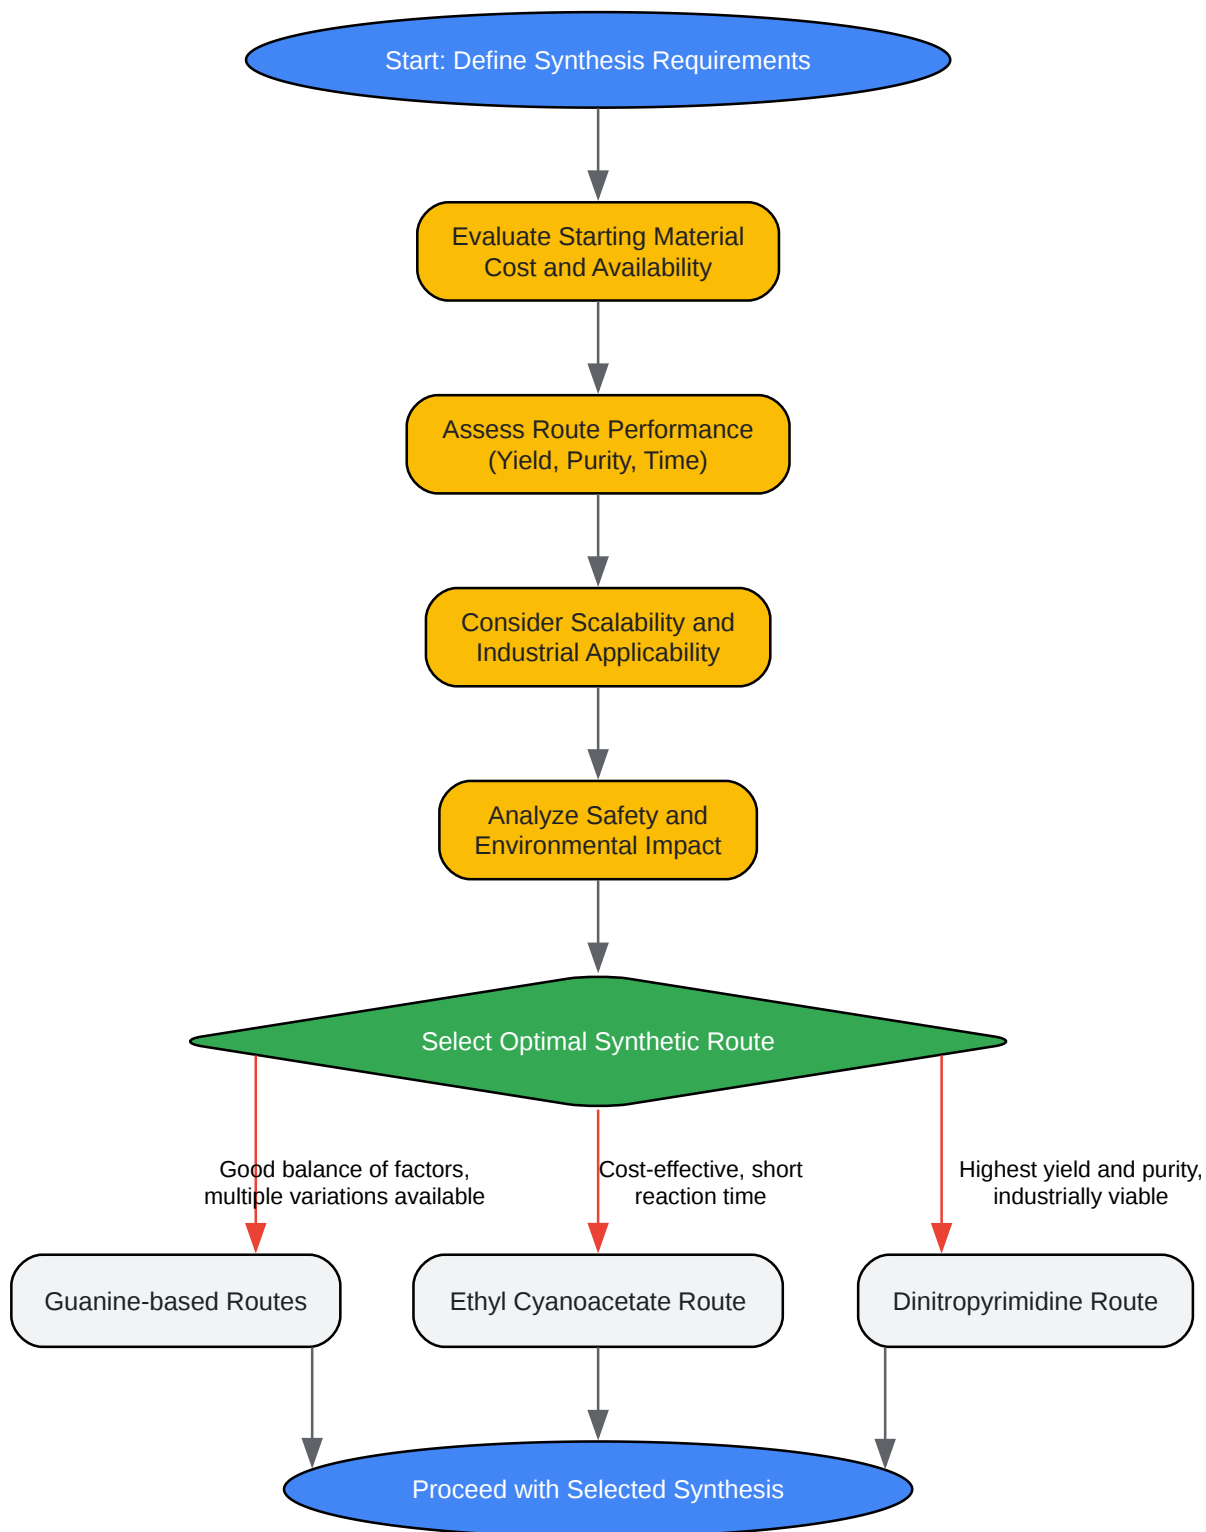 Start: Define Synthesis Requirements
Evaluate Starting Material
Cost and Availability
Assess Route Performance
(Yield, Purity, Time)
Consider Scalability and
Industrial Applicability
Analyze Safety and
Environmental Impact
Select Optimal Synthetic Route
Good balance of factors,
multiple variations available
Cost-effective, short
reaction time
Highest yield and purity,
industrially viable
Guanine-based Routes
Ethyl Cyanoacetate Route
Dinitropyrimidine Route
Proceed with Selected Synthesis